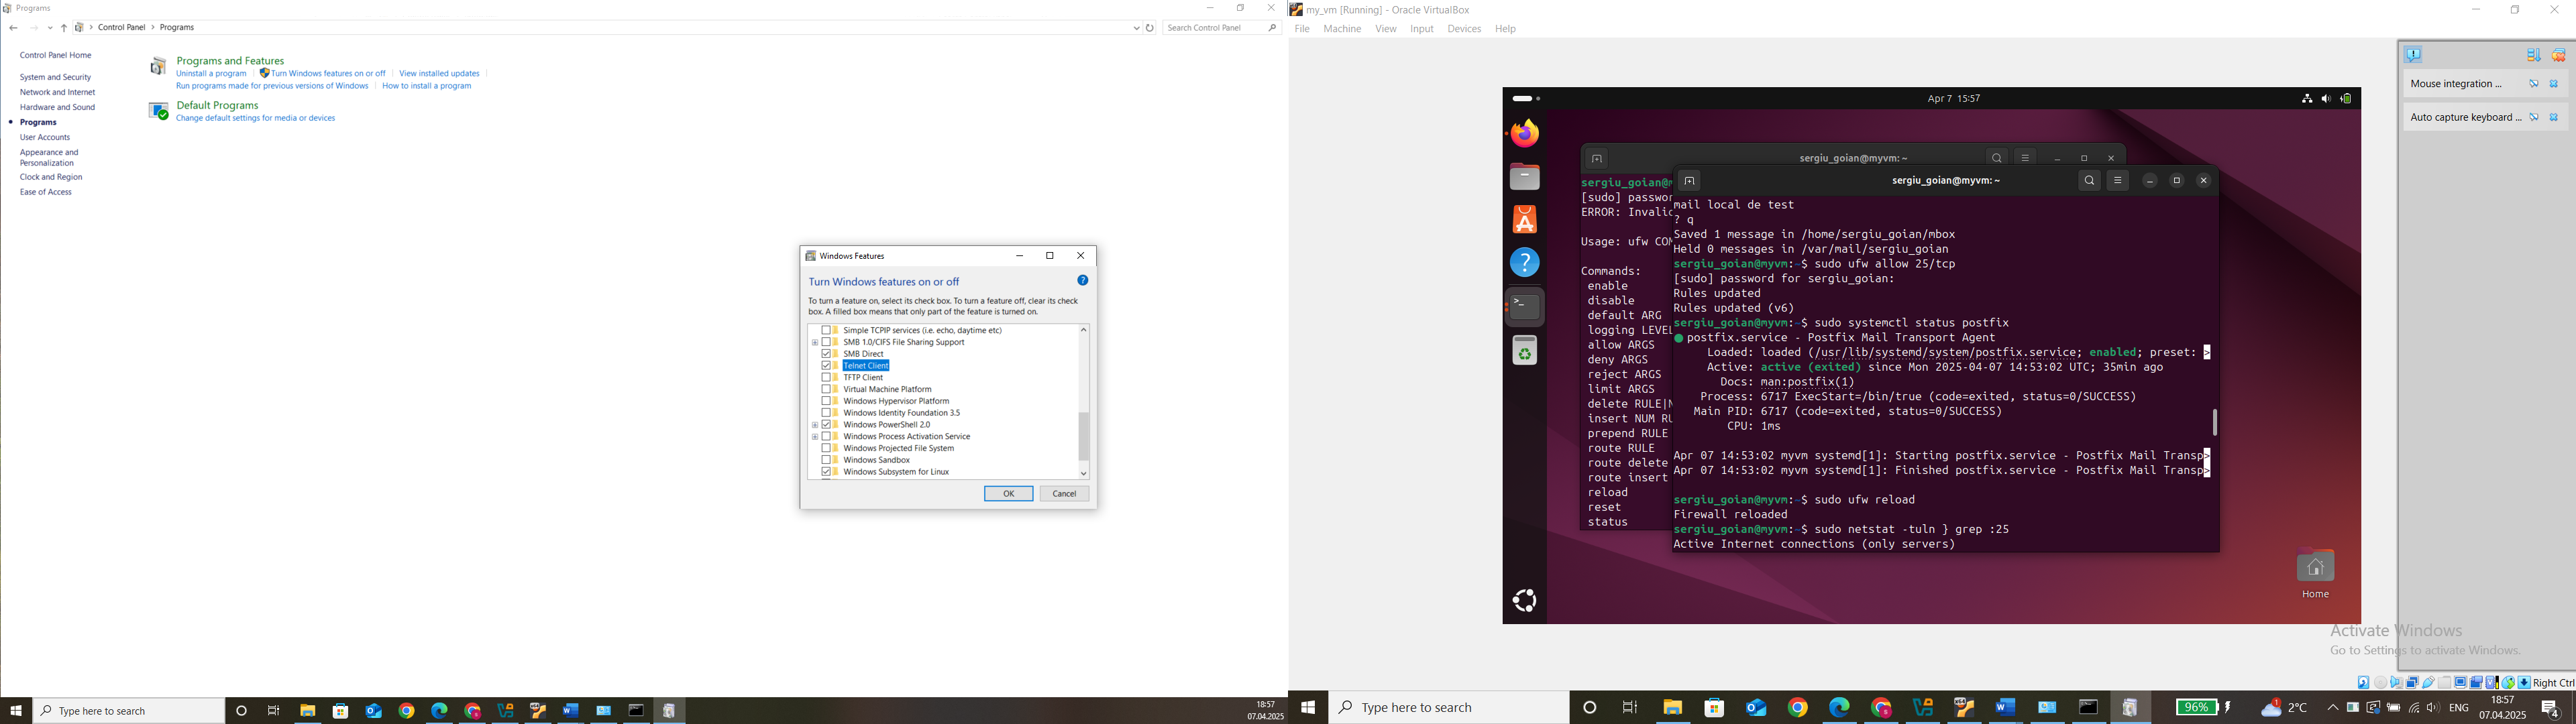 Programs
Control Panel > Programs
Search Control Panel
Control Panel Home
System and Security
Network and Internet
Hardware and Sound
Programs
User Accounts
Appearance and
Personalization
Clock and Region
Ease of Access
Programs and Features
Uninstall a program
Turn Windows features on or off
View installed updates
Run programs made for previous versions of Windows
How to install a program
Default Programs
Change default settings for media or devices
Windows Features
Turn Windows features on or off
To turn a feature on, select its check box. To turn a feature off, clear its check
box. A filled box means that only part of the feature is turned on.
Simple TCPIP services (i.e. echo, daytime etc)
SMB 1.0/CIFS File Sharing Support
SMB Direct
Telnet Client
TFTP Client
Virtual Machine Platform
Windows Hypervisor Platform
Windows Identity Foundation 3.5
Windows PowerShell 2.0
Windows Process Activation Service
Windows Projected File System
Windows Sandbox
Windows Subsystem for Linux
OK
Cancel
Type here to search
18:57
07.04.2025
my_vm [Running] - Oracle VirtualBox
File Machine View Input Devices Help
Mouse integration ...
Auto capture keyboard ...
Apr 7 15:57
sergiu_goian@myvm: ~
sergiu_goian@m
[sudo] passwor
ERROR: Invalic
Usage: ufw COM
Commands:
enable
disable
default ARG
logging LEVEL
allow ARGS
deny ARGS
reject ARGS
limit ARGS
delete RULE|N
insert NUM RU
prepend RULE
route RULE
route delete
route insert
reload
reset
status
sergiu_goian@myvm: ~
mail local de test
? q
Saved 1 message in /home/sergiu_goian/mbox
Held 0 messages in /var/mail/sergiu_goian
sergiu_goian@myvm:~$ sudo ufw allow 25/tcp
[sudo] password for sergiu_goian:
Rules updated
Rules updated (v6)
sergiu_goian@myvm:~$ sudo systemctl status postfix
● postfix.service - Postfix Mail Transport Agent
Loaded: loaded (/usr/lib/systemd/system/postfix.service; enabled; preset: >
Active: active (exited) since Mon 2025-04-07 14:53:02 UTC; 35min ago
Docs: man:postfix(1)
Process: 6717 ExecStart=/bin/true (code=exited, status=0/SUCCESS)
Main PID: 6717 (code=exited, status=0/SUCCESS)
CPU: 1ms
Apr 07 14:53:02 myvm systemd[1]: Starting postfix.service - Postfix Mail Transp>
Apr 07 14:53:02 myvm systemd[1]: Finished postfix.service - Postfix Mail Transp>
sergiu_goian@myvm:~$ sudo ufw reload
Firewall reloaded
sergiu_goian@myvm:~$ sudo netstat -tuln } grep :25
Active Internet connections (only servers)
Home
Activate Windows
Go to Settings to activate Windows.
Right Ctrl
Type here to search
96%
2°C
ENG
18:57
07.04.2025
4